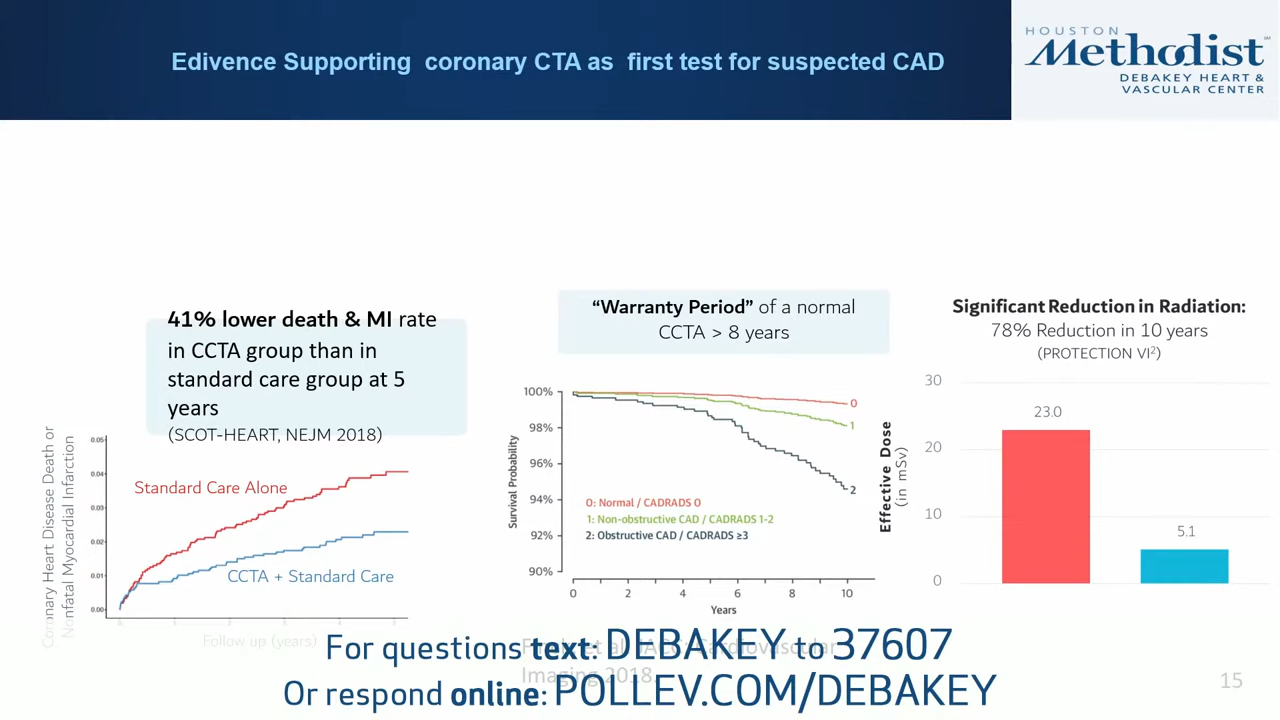 Edivence Supporting coronary CTA as first test for suspected CAD
HOUSTON
Methodist
DEBAKEY HEART &
VASCULAR CENTER
41% lower death & MI rate
in CCTA group than in
standard care group at 5
years
(SCOT-HEART, NEJM 2018)
Coronary Heart Disease Death or
Nonfatal Myocardial Infarction
0.05
0.04
0.03
0.02
0.01
0.00
Standard Care Alone
CCTA + Standard Care
Follow up (years)
“Warranty Period” of a normal
CCTA > 8 years
Survival Probability
100%
98%
96%
94%
92%
90%
0
1
2
0: Normal / CADRADS 0
1: Non-obstructive CAD / CADRADS 1-2
2: Obstructive CAD / CADRADS ≥3
0 2 4 6 8 10
Years
Significant Reduction in Radiation:
78% Reduction in 10 years
(PROTECTION VI²)
Effective Dose
(in mSv)
30
20
10
0
23.0
5.1
Imaging 2018.
For questions text: DEBAKEY to 37607
Or respond online: POLLEV.COM/DEBAKEY
15